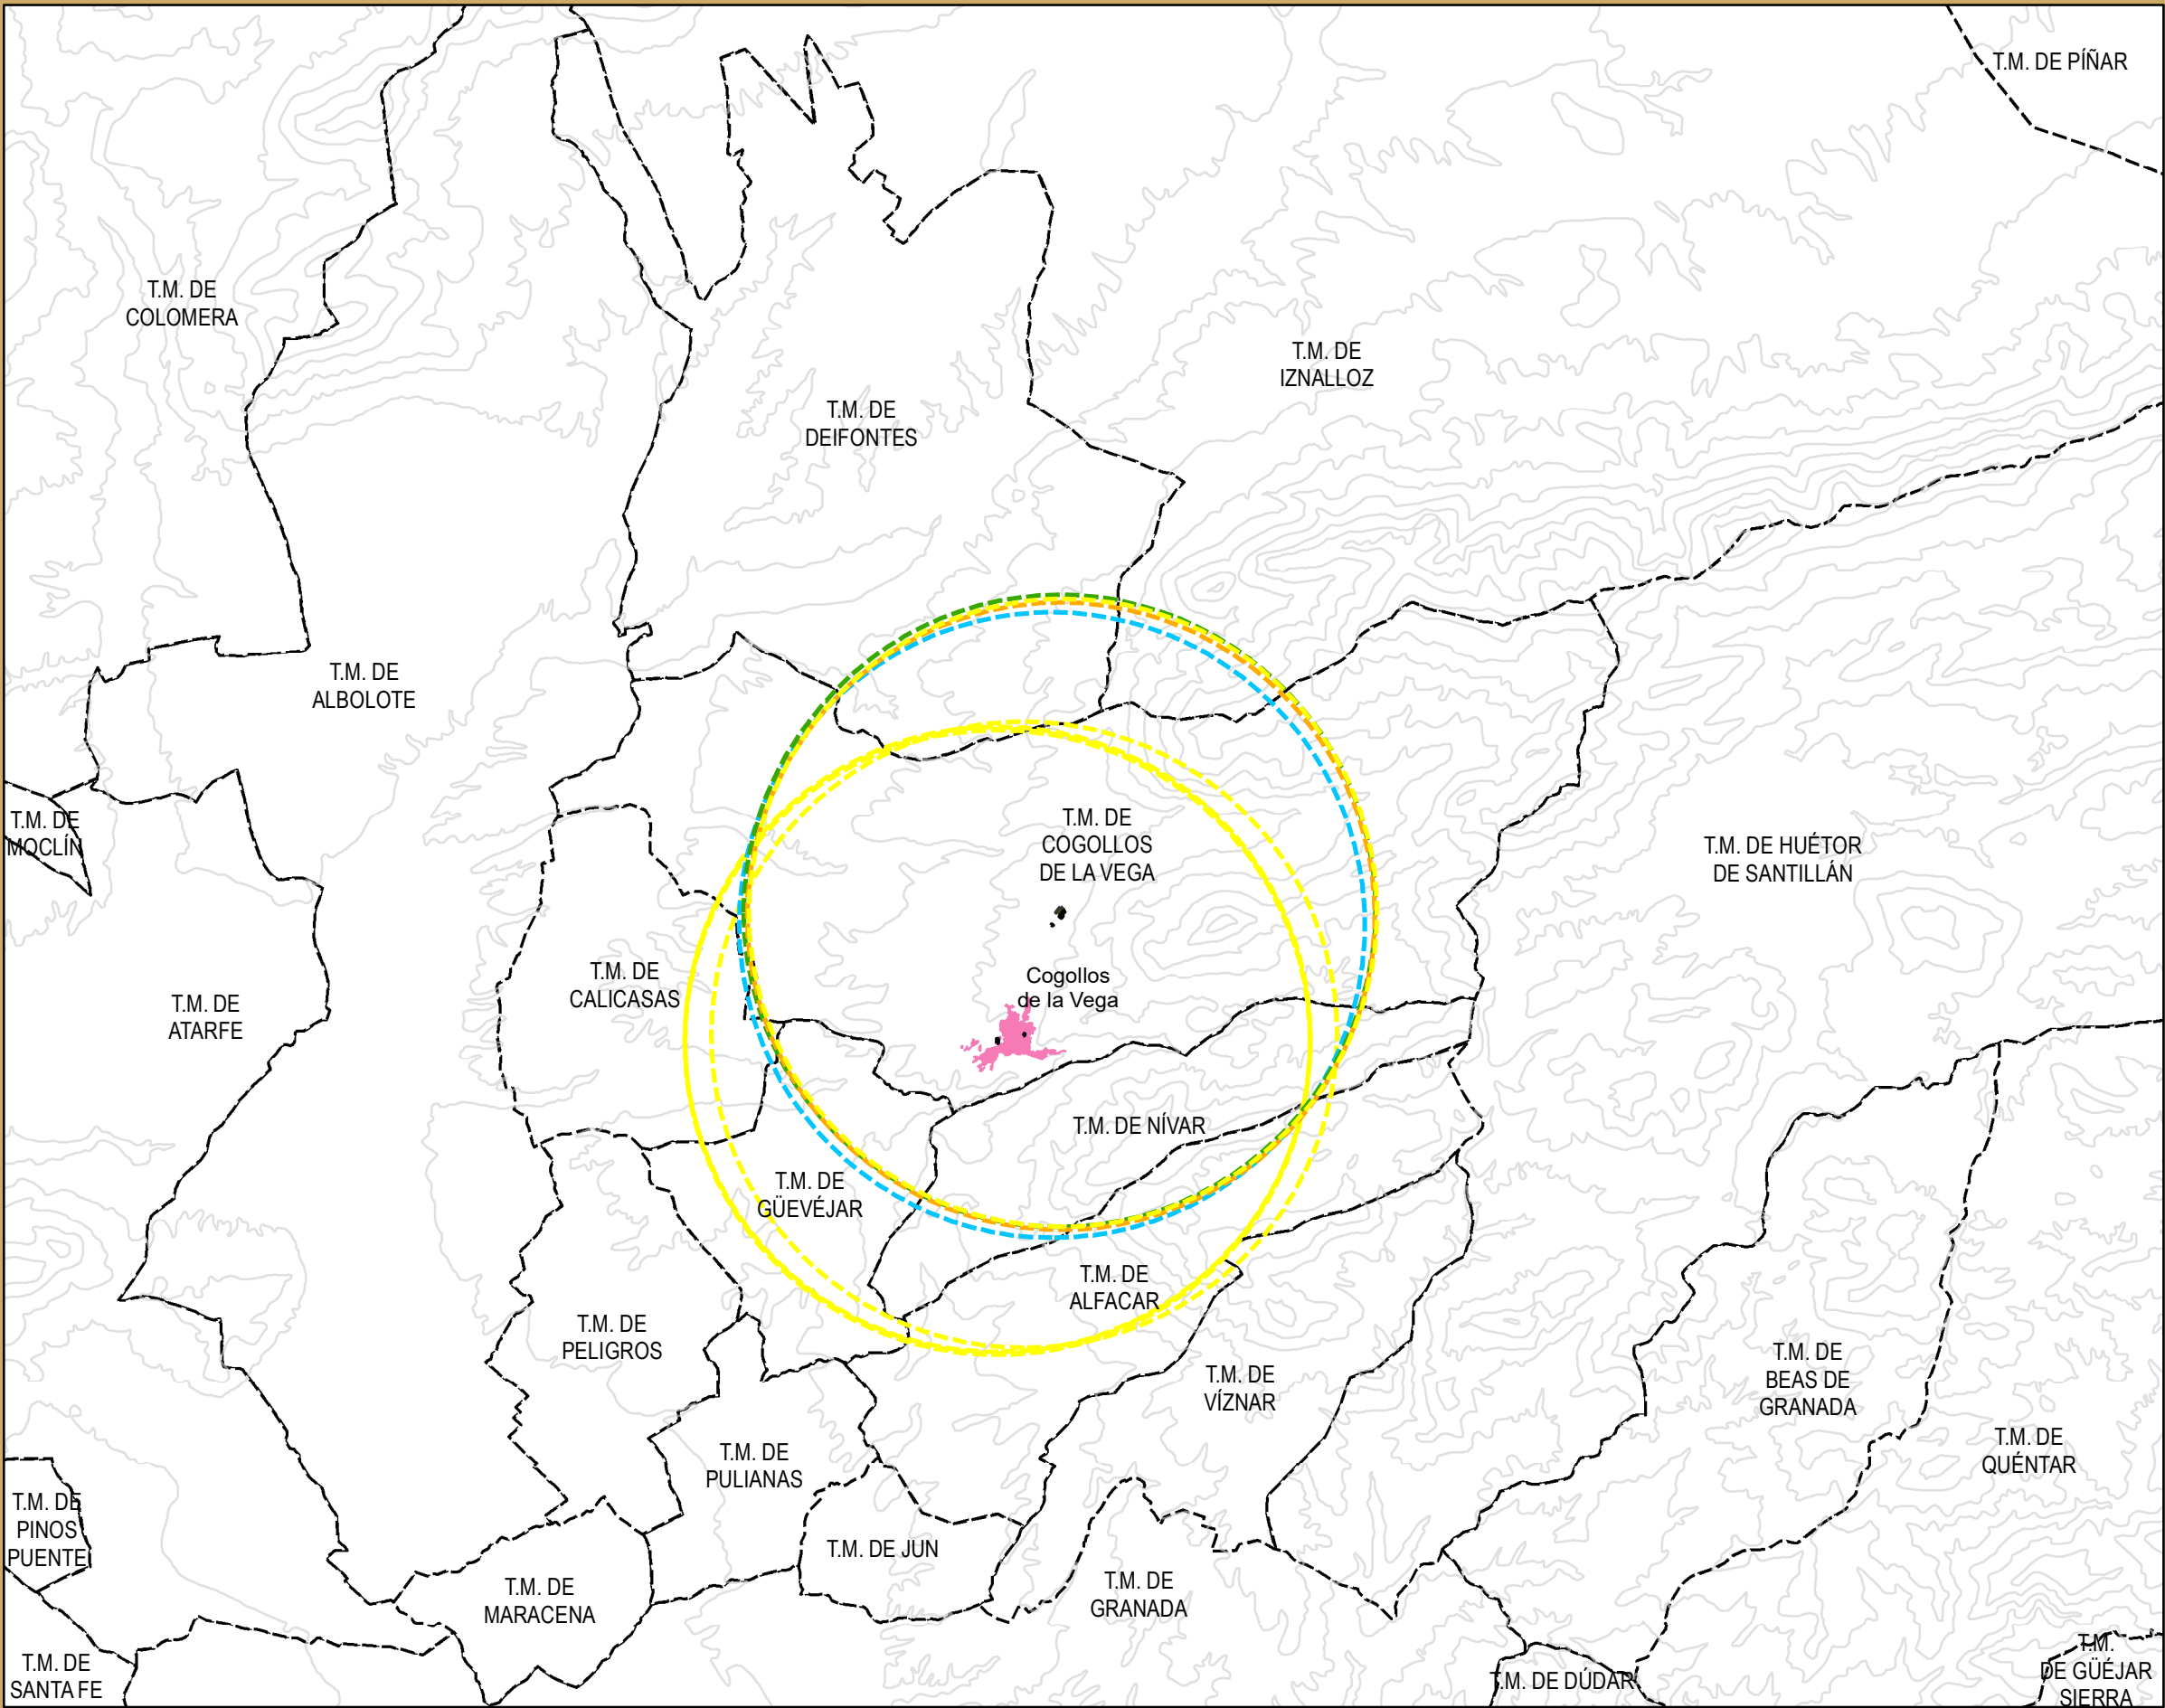 T.M. DE PÍÑAR
T.M. DE
COLOMERA
T.M. DE
IZNALLOZ
T.M. DE
DEIFONTES
T.M. DE
ALBOLOTE
T.M. DE
MOCLÍN
T.M. DE
COGOLLOS
DE LA VEGA
T.M. DE HUÉTOR
DE SANTILLÁN
T.M. DE
CALICASAS
Cogollos
de la Vega
T.M. DE
ATARFE
T.M. DE NÍVAR
T.M. DE
GÜEVÉJAR
T.M. DE
ALFACAR
T.M. DE
PELIGROS
T.M. DE
VÍZNAR
T.M. DE
BEAS DE
GRANADA
T.M. DE
PULIANAS
T.M. DE
QUÉNTAR
T.M. DE
PINOS
PUENTE
T.M. DE JUN
T.M. DE
MARACENA
T.M. DE
GRANADA
T.M. DE
SANTA FE
T.M. DE DÚDAR
T.M.
DE GÜÉJAR
SIERRA